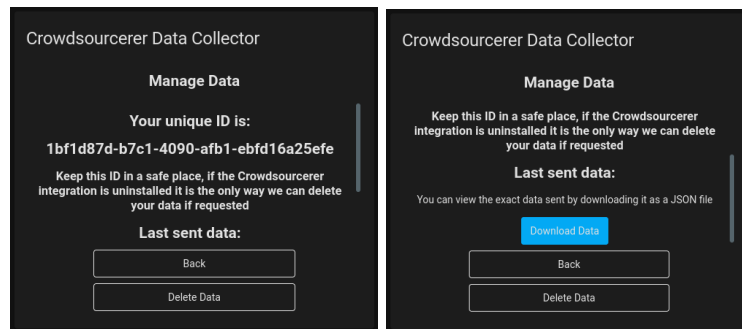 Crowdsourcerer Data Collector
Manage Data
Your unique ID is:
1bf1d87d-b7c1-4090-afb1-ebfd16a25efe
Keep this ID in a safe place, if the Crowdsourcerer
integration is uninstalled it is the only way we can delete
your data if requested
Last sent data:
Back
Delete Data
Crowdsourcerer Data Collector
Manage Data
Keep this ID in a safe place, if the Crowdsourcerer
integration is uninstalled it is the only way we can delete
your data if requested
Last sent data:
You can view the exact data sent by downloading it as a JSON file
Download Data
Back
Delete Data